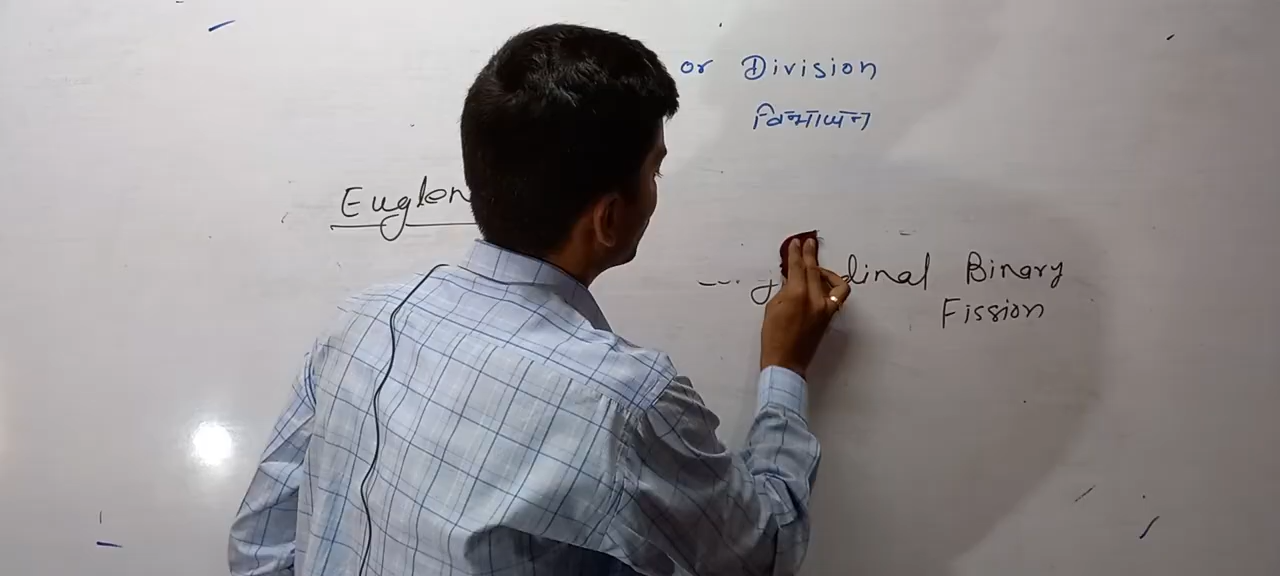 or Division
विभाजन
Euglen
dinal Binary
Fission